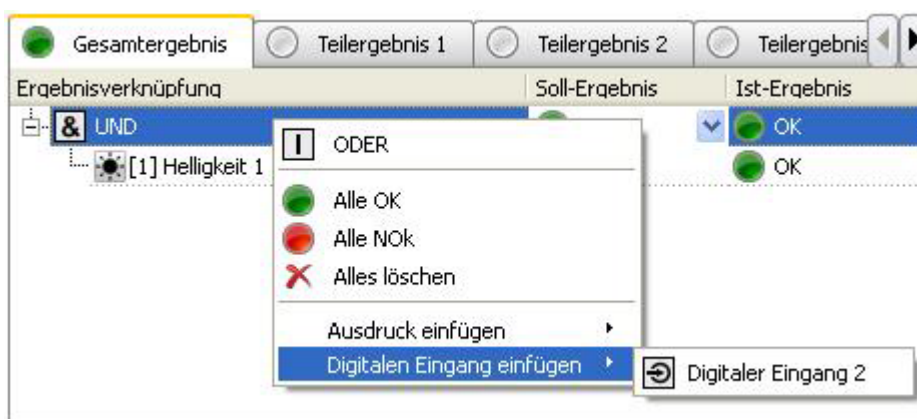 Gesamtergebnis Teilergebnis 1 Teilergebnis 2 Teilergebnis
Ergebnisverknüpfung Soll-Ergebnis Ist-Ergebnis
& UND OK
[1] Helligkeit 1 OK
ODER
Alle OK
Alle NOk
Alles löschen
Ausdruck einfügen
Digitalen Eingang einfügen
Digitaler Eingang 2